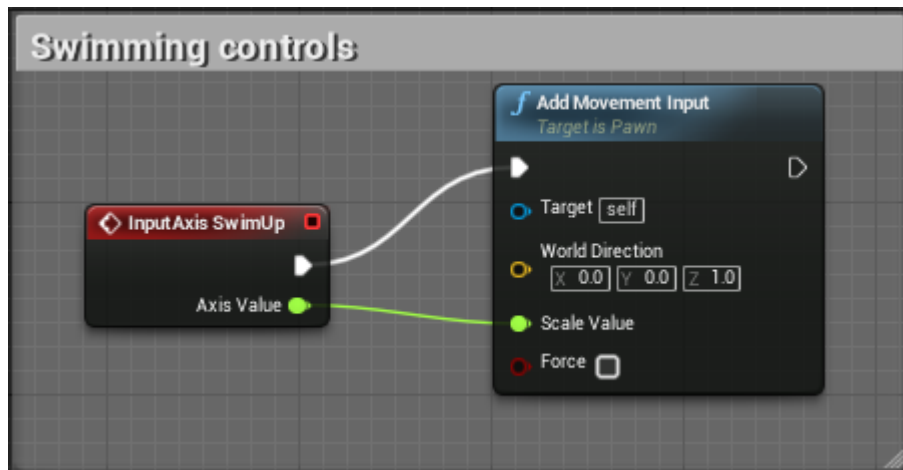 Swimming controls
f Add Movement Input
Target is Pawn
InputAxis SwimUp
Target self
World Direction
X 0.0 Y 0.0 Z 1.0
Axis Value
Scale Value
Force